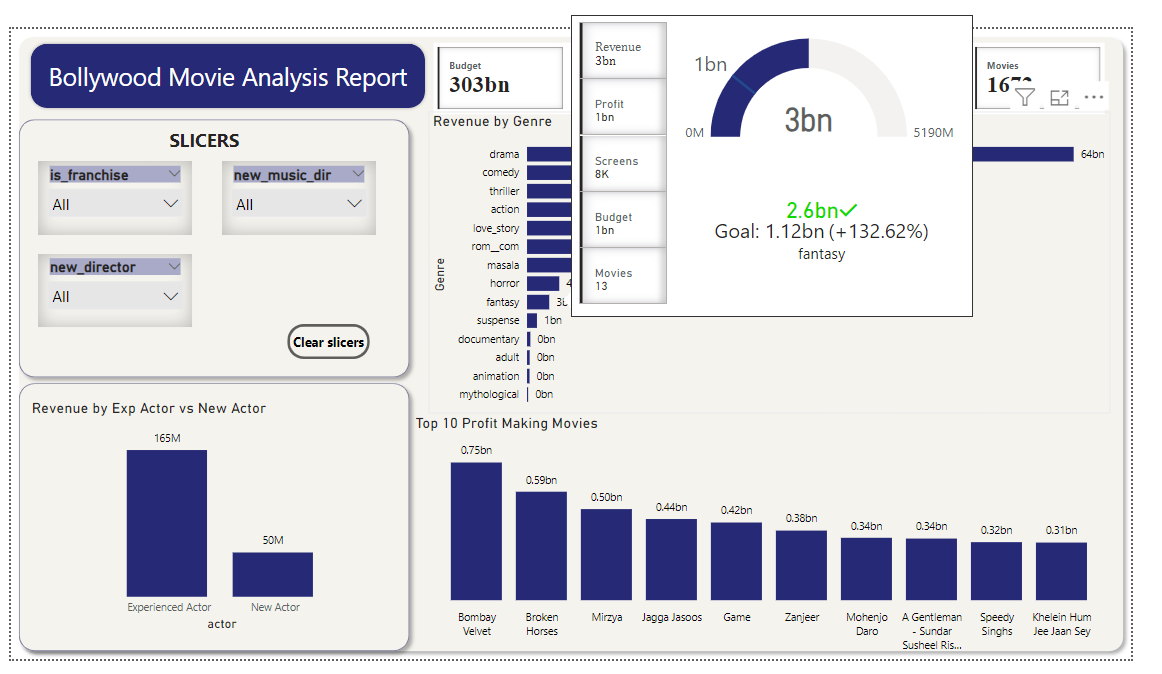 Bollywood Movie Analysis Report
Budget
303bn
Movies
1672
SLICERS
is_franchise
All
new_music_dir
All
new_director
All
Clear slicers
Revenue by Genre
Genre
drama
64bn
comedy
thriller
action
love_story
rom__com
masala
horror
fantasy
suspense
1bn
documentary
0bn
adult
0bn
animation
0bn
mythological
0bn
Revenue
3bn
Profit
1bn
Screens
8K
Budget
1bn
Movies
13
1bn
0M
3bn
5190M
2.6bn
Goal: 1.12bn (+132.62%)
fantasy
Revenue by Exp Actor vs New Actor
165M
50M
Experienced Actor
New Actor
actor
Top 10 Profit Making Movies
0.75bn
0.59bn
0.50bn
0.44bn
0.42bn
0.38bn
0.34bn
0.34bn
0.32bn
0.31bn
Bombay
Velvet
Broken
Horses
Mirzya
Jagga Jasoos
Game
Zanjeer
Mohenjo
Daro
A Gentleman
- Sundar
Susheel Ris...
Speedy
Singhs
Khelein Hum
Jee Jaan Sey